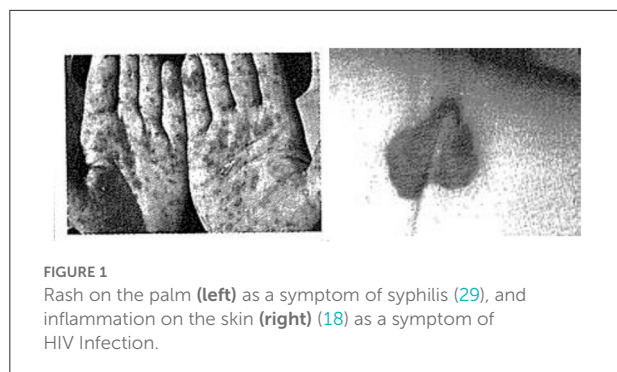 FIGURE 1
Rash on the palm (left) as a symptom of syphilis (29), and
inflammation on the skin (right) (18) as a symptom of
HIV Infection.